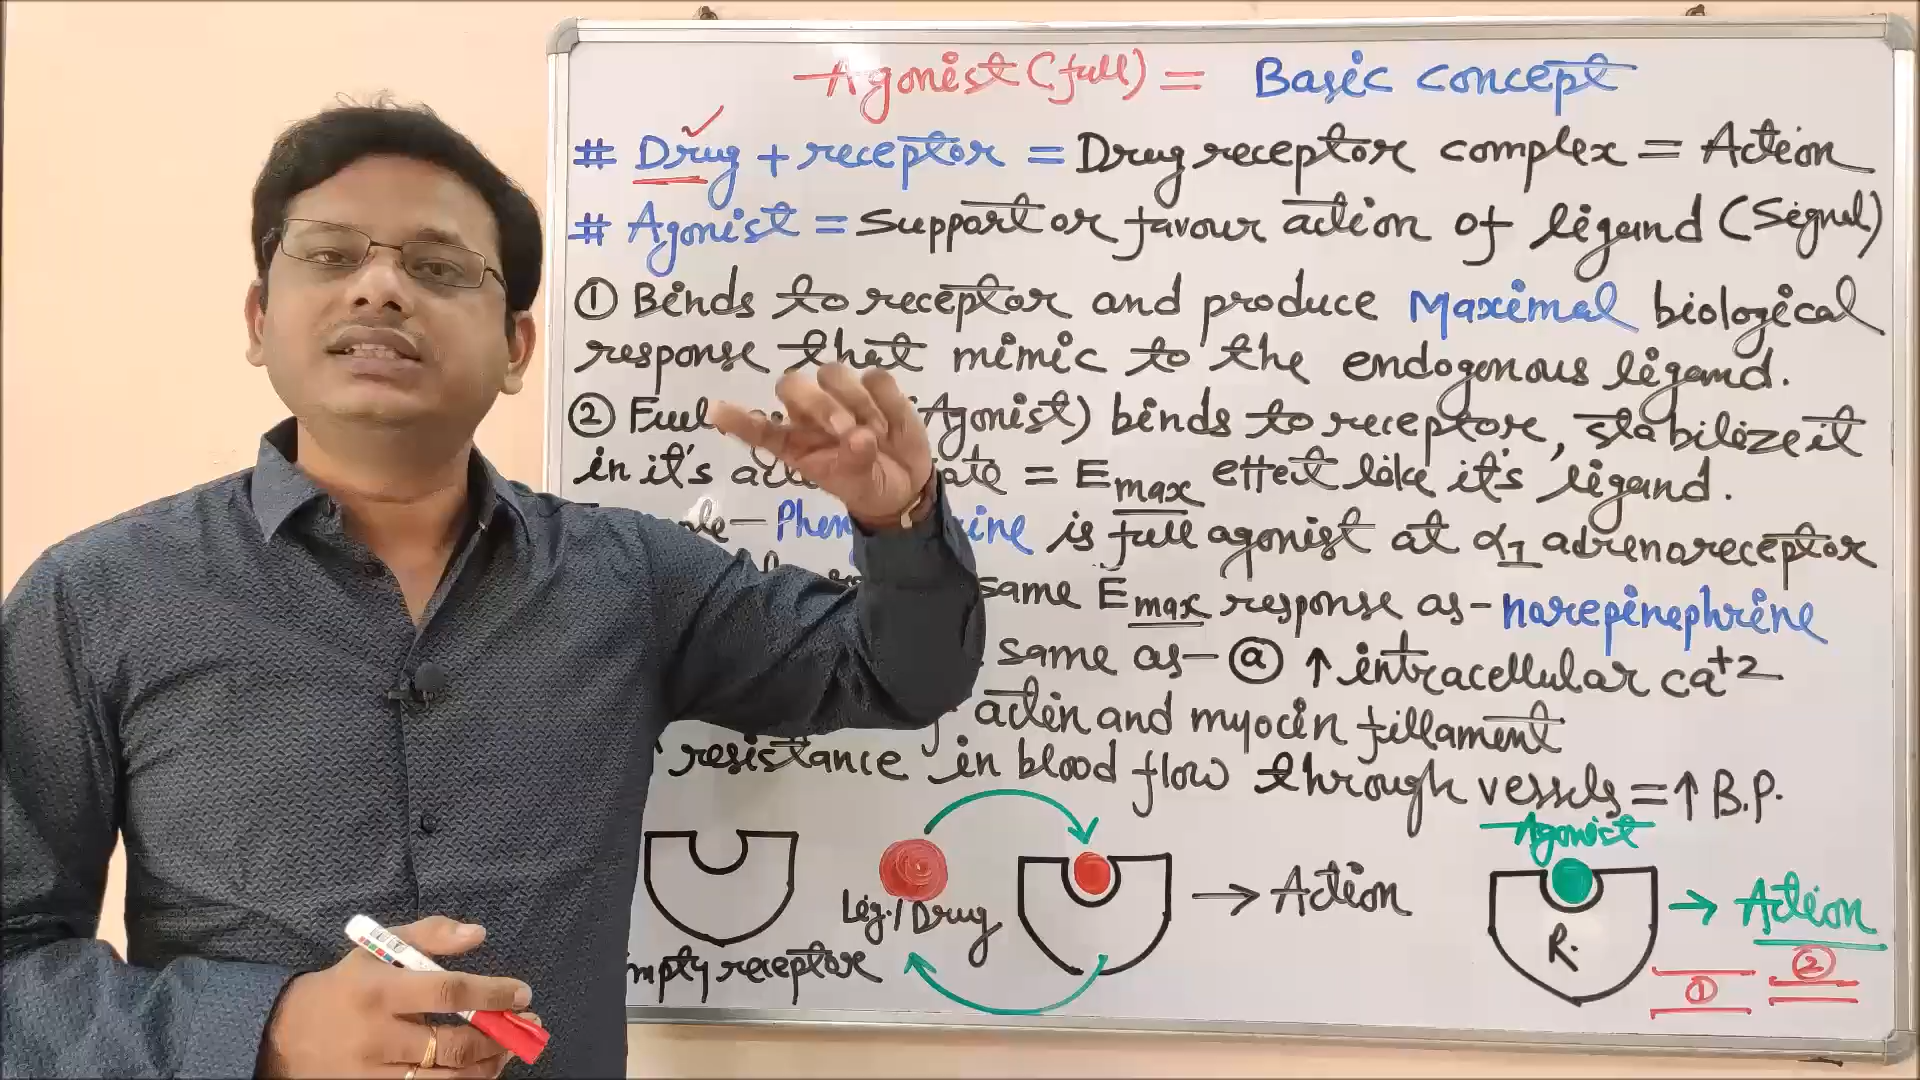 Agonist (full) = Basic concept
# Drug + receptor = Drug receptor complex = Action
# Agonist = Support or favour action of ligand (Signal)
① Binds to receptor and produce Maximal biological
response that mimic to the endogenous ligand.
② Full (Agonist) binds to receptor, stabilize it
in it's = Emax effect like it's ligand.
is full agonist at α1 adrenoreceptor
same Emax response as - norepinephrine
same as - ⓐ ↑ intracellular ca+2
actin and myocin fillament
resistance in blood flow through vessels = ↑ B.P.
Agonist
Lig./Drug
→ Action
→ Action
R.
empty receptor
① ②